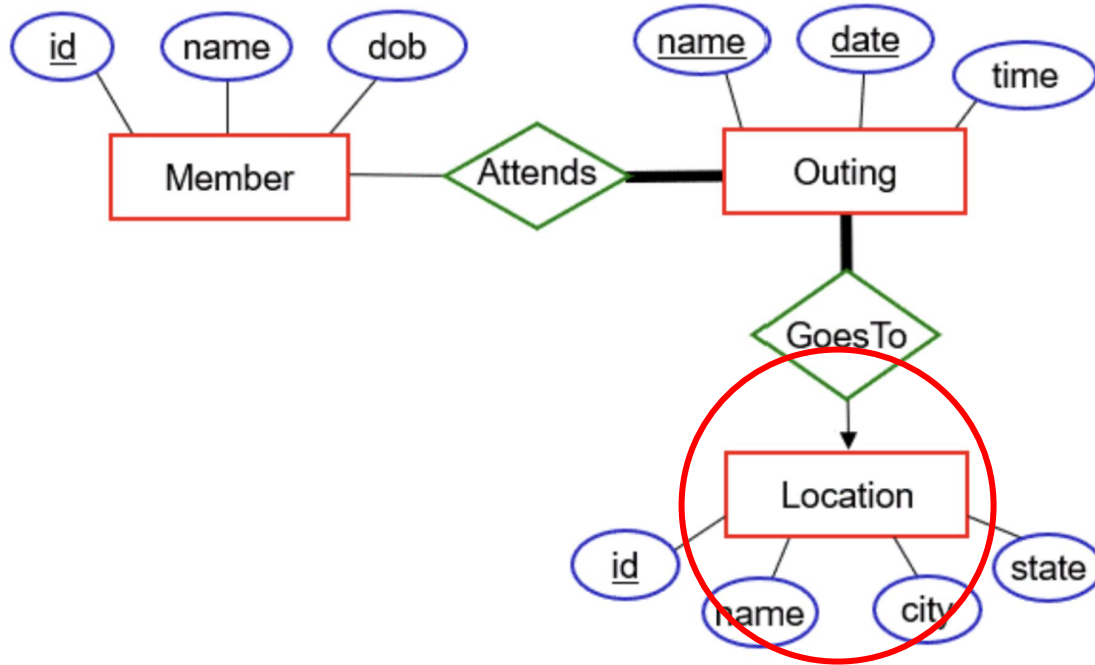 id name dob
name date time
Member Attends Outing
GoesTo
Location
id name city state